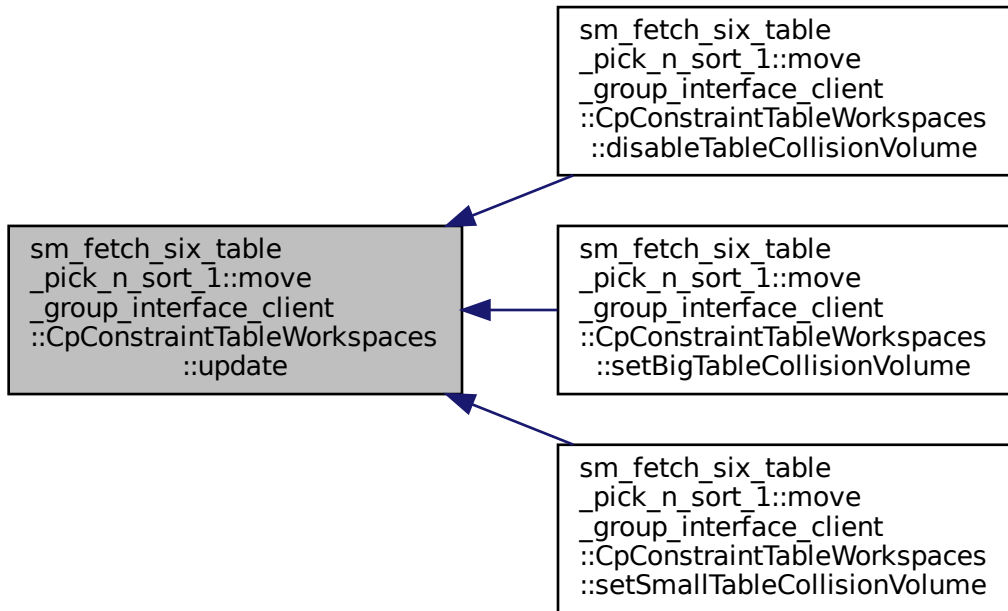 sm_fetch_six_table
_pick_n_sort_1::move
_group_interface_client
::CpConstraintTableWorkspaces
::update
sm_fetch_six_table
_pick_n_sort_1::move
_group_interface_client
::CpConstraintTableWorkspaces
::disableTableCollisionVolume
sm_fetch_six_table
_pick_n_sort_1::move
_group_interface_client
::CpConstraintTableWorkspaces
::setBigTableCollisionVolume
sm_fetch_six_table
_pick_n_sort_1::move
_group_interface_client
::CpConstraintTableWorkspaces
::setSmallTableCollisionVolume